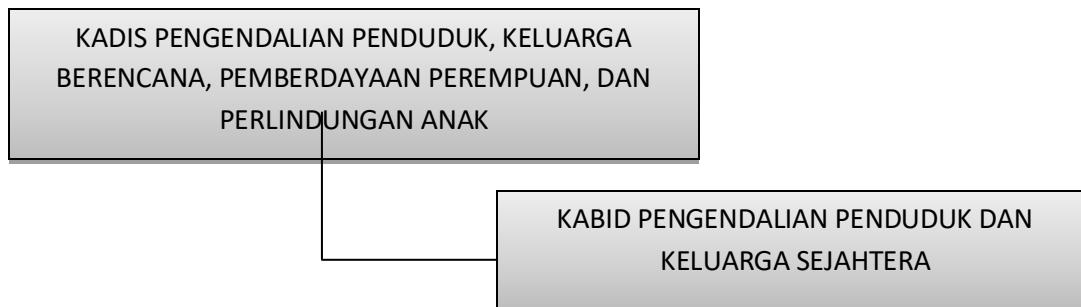 KADIS PENGENDALIAN PENDUDUK, KELUARGA
BERENCANA, PEMBERDAYAAN PEREMPUAN, DAN
PERLINDUNGAN ANAK
KABID PENGENDALIAN PENDUDUK DAN
KELUARGA SEJAHTERA